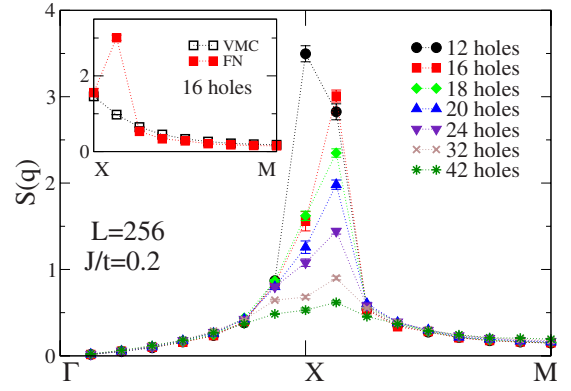 4
3
2
1
0
S(q)
Γ
X
M
L=256
J/t=0.2
12 holes
16 holes
18 holes
20 holes
24 holes
32 holes
42 holes
2
0
X
M
VMC
FN
16 holes